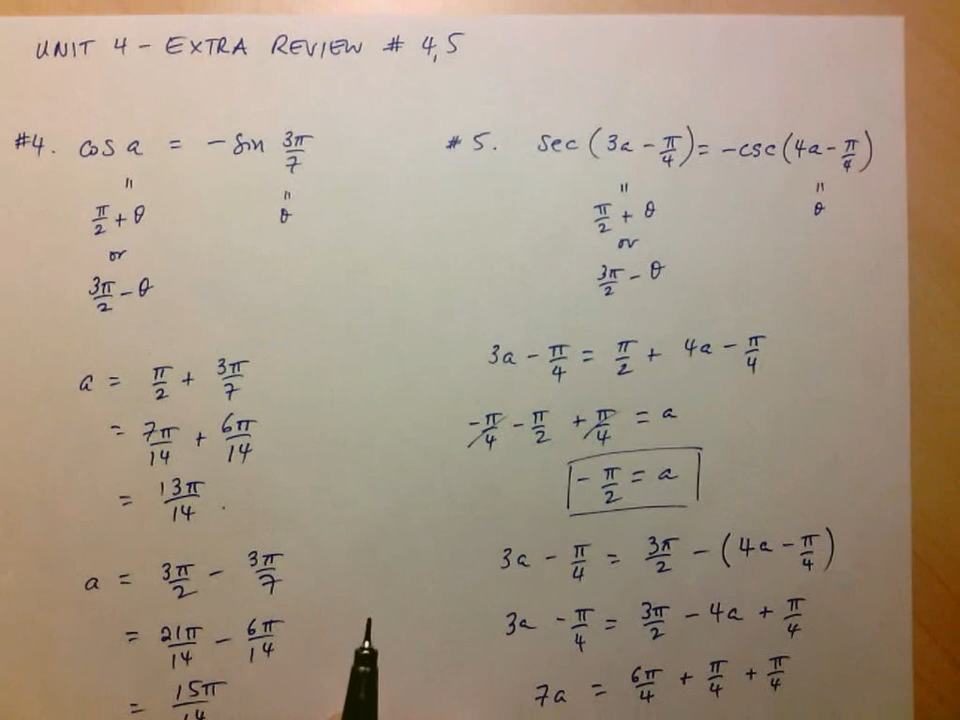 UNIT 4 - EXTRA REVIEW # 4,5
#4. cos a = - sin 3π/7
" "
π/2 + θ θ
or
3π/2 - θ
a = π/2 + 3π/7
= 7π/14 + 6π/14
= 13π/14 .
a = 3π/2 - 3π/7
= 21π/14 - 6π/14
= 15π/14
# 5. sec (3a - π/4) = - csc (4a - π/4)
" "
π/2 + θ θ
or
3π/2 - θ
3a - π/4 = π/2 + 4a - π/4
-π/4 - π/2 + π/4 = a
- π/2 = a
3a - π/4 = 3π/2 - (4a - π/4)
3a - π/4 = 3π/2 - 4a + π/4
7a = 6π/4 + π/4 + π/4